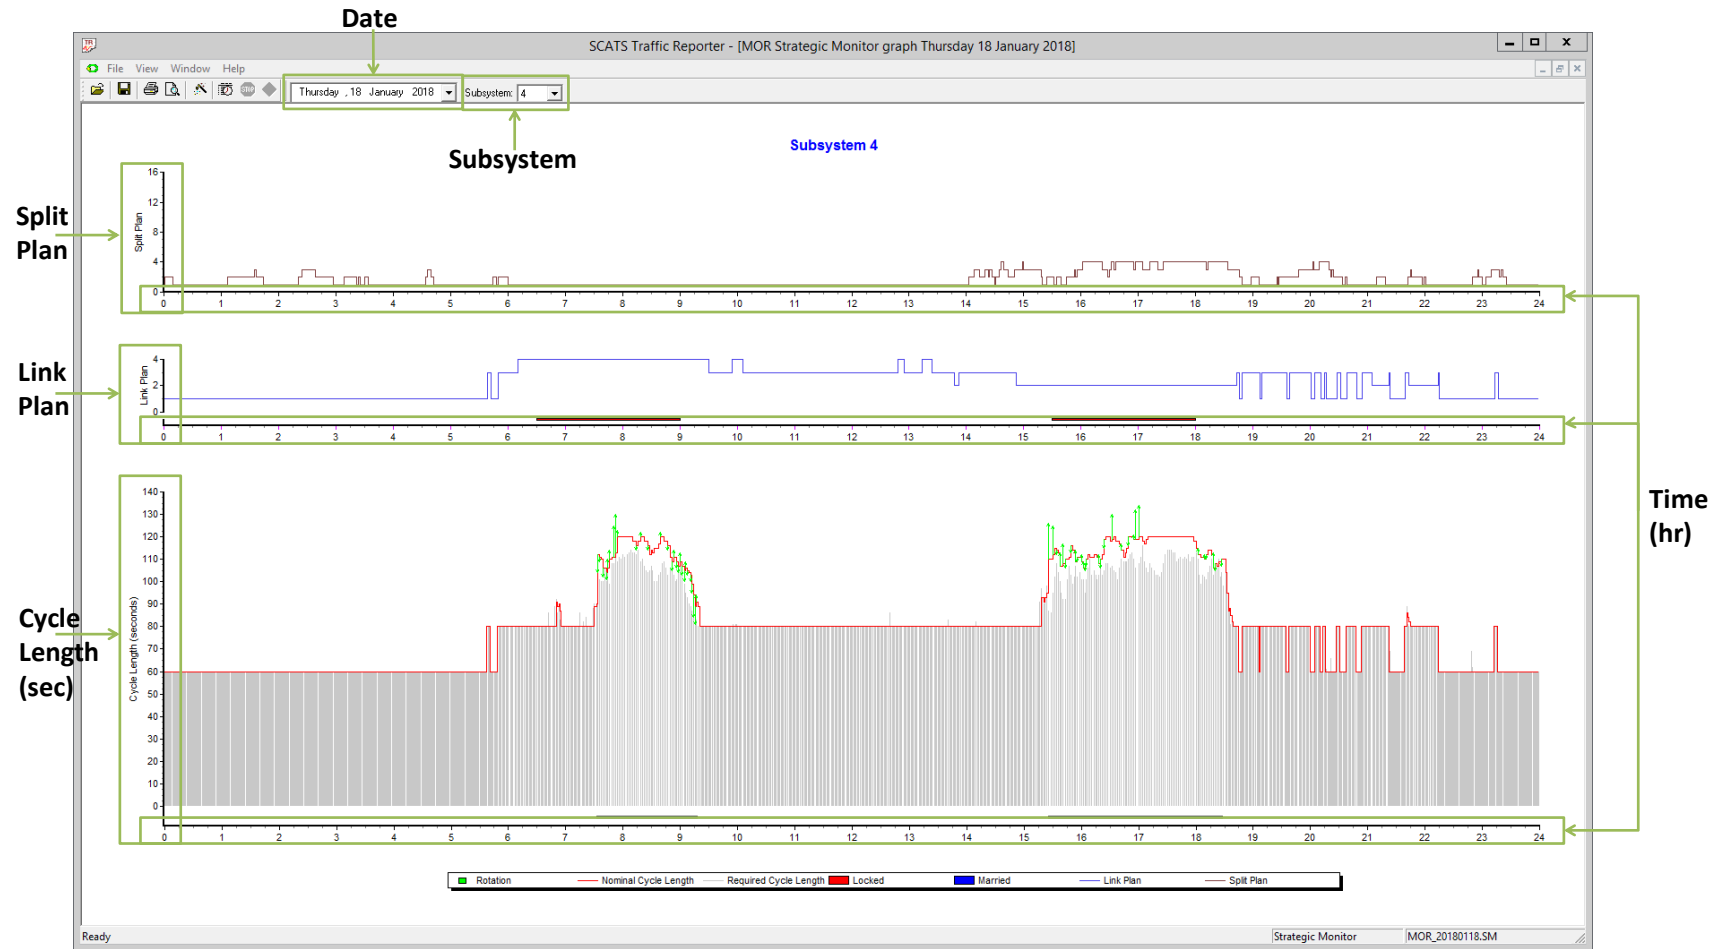 Date
SCATS Traffic Reporter - [MOR Strategic Monitor graph Thursday 18 January 2018]
File View Window Help
STOP
Thursday , 18 January 2018
Subsystem: 4
Subsystem
Subsystem 4
Split
Plan
Split Plan
16
12
8
4
0
0 1 2 3 4 5 6 7 8 9 10 11 12 13 14 15 16 17 18 19 20 21 22 23 24
Link
Plan
Link Plan
4
2
0
0 1 2 3 4 5 6 7 8 9 10 11 12 13 14 15 16 17 18 19 20 21 22 23 24
Time
(hr)
Cycle
Length
(sec)
Cycle Length (seconds)
140
130
120
110
100
90
80
70
60
50
40
30
20
10
0
0 1 2 3 4 5 6 7 8 9 10 11 12 13 14 15 16 17 18 19 20 21 22 23 24
Rotation Nominal Cycle Length Required Cycle Length Locked Married Link Plan Split Plan
Ready
Strategic Monitor MOR_20180118.SM